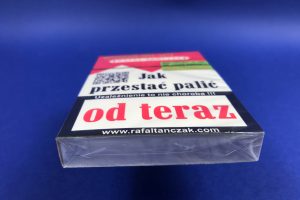 Jak
przestać palić
Uzależnienie to nie choroba !!!
od teraz
www.rafaltanczak.com